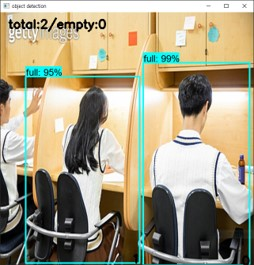 object detection
total:2/empty:0
gettyimages
full: 95%
full: 99%